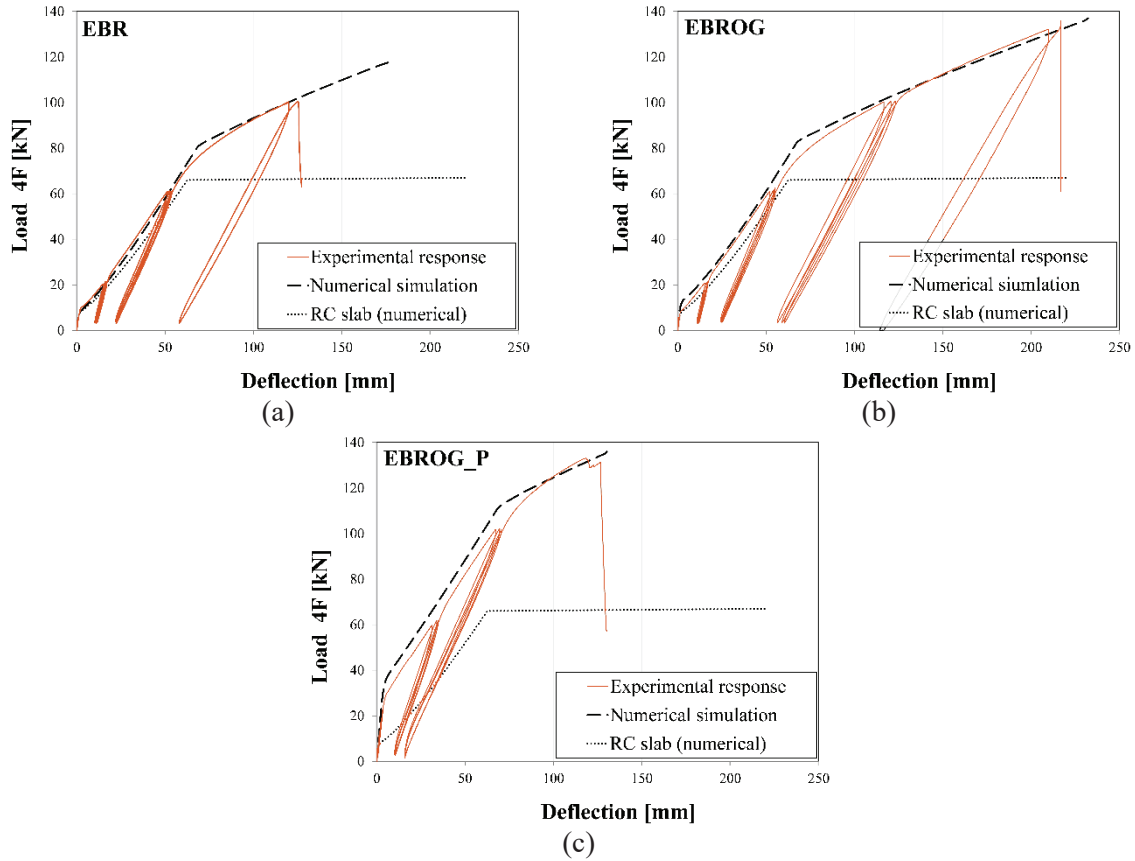 EBR
140
120
100
80
60
40
20
0
Load 4F [kN]
Experimental response
Numerical simulation
RC slab (numerical)
0 50 100 150 200 250
Deflection [mm]
(a)
EBROG
140
120
100
80
60
40
20
0
Load 4F [kN]
Experimental response
Numerical siumlation
RC slab (numerical)
0 50 100 150 200 250
Deflection [mm]
(b)
EBROG_P
140
120
100
80
60
40
20
0
Load 4F [kN]
Experimental response
Numerical simulation
RC slab (numerical)
0 50 100 150 200 250
Deflection [mm]
(c)